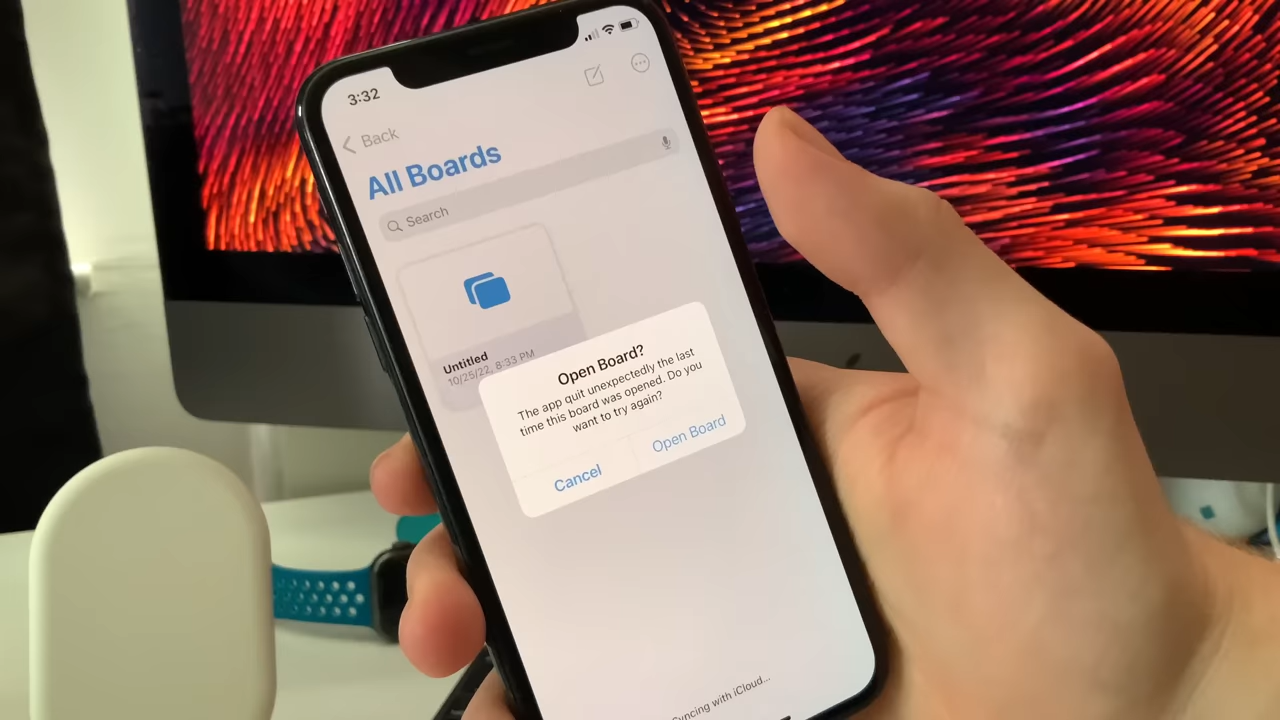 3:32
Back
All Boards
Search
Untitled
10/25/22, 8:33 PM
Open Board?
The app quit unexpectedly the last
time this board was opened. Do you
want to try again?
Cancel
Open Board
Syncing with iCloud...